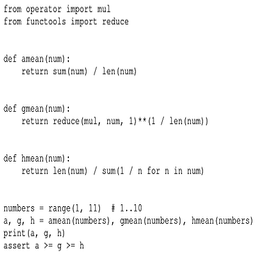 from operator import mul
from functools import reduce
def amean(num):
    return sum(num) / len(num)
def gmean(num):
    return reduce(mul, num, 1)**(1 / len(num))
def hmean(num):
    return len(num) / sum(1 / n for n in num)
numbers = range(1, 11)  # 1..10
a, g, h = amean(numbers), gmean(numbers), hmean(numbers)
print(a, g, h)
assert a >= g >= h